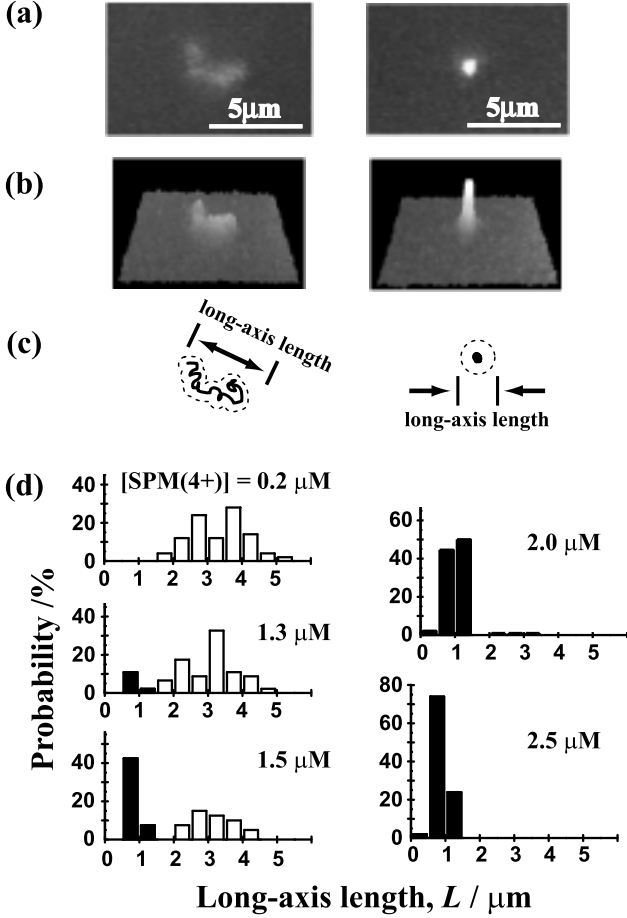 (a)
5μm
5μm
(b)
(c)
long-axis length
long-axis length
(d)
[SPM(4+)] = 0.2 μM
40
20
0
0 1 2 3 4 5
1.3 μM
40
20
0
0 1 2 3 4 5
1.5 μM
40
20
0
0 1 2 3 4 5
2.0 μM
60
40
20
0
0 1 2 3 4 5
2.5 μM
80
60
40
20
0
0 1 2 3 4 5
Probability /%
Long-axis length, L / μm